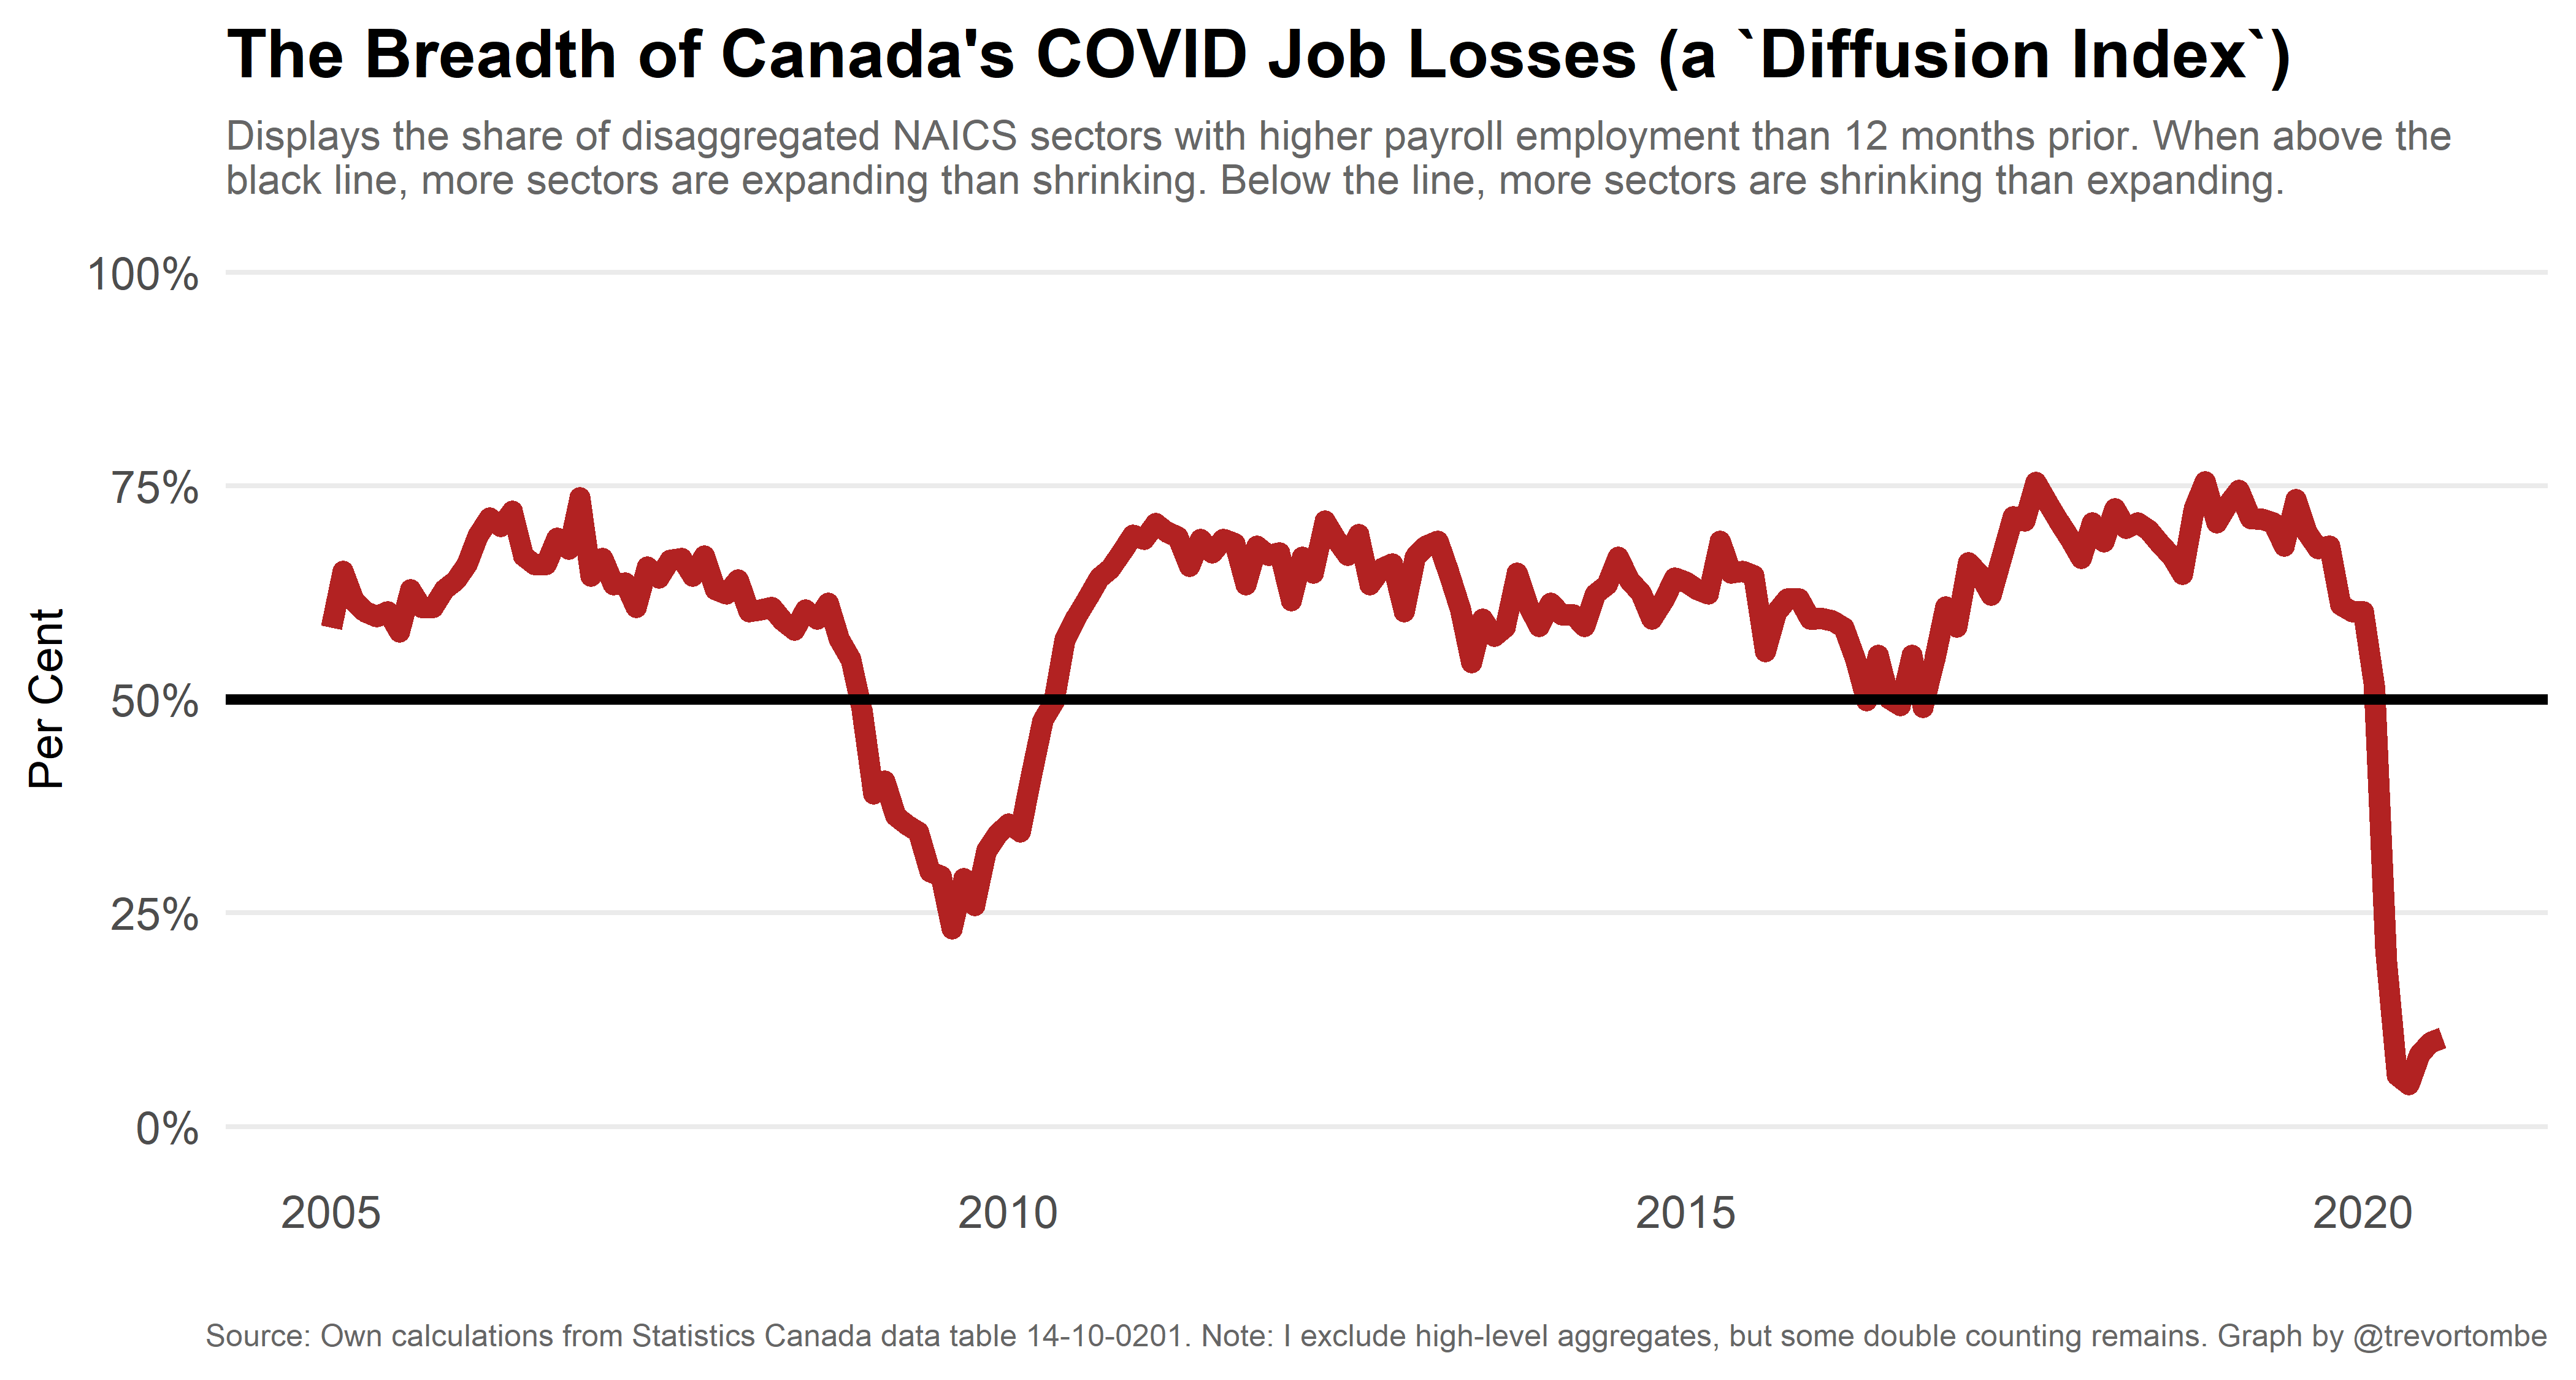 The Breadth of Canada's COVID Job Losses (a `Diffusion Index`)
Displays the share of disaggregated NAICS sectors with higher payroll employment than 12 months prior. When above the
black line, more sectors are expanding than shrinking. Below the line, more sectors are shrinking than expanding.
100%
75%
50%
25%
0%
Per Cent
2005
2010
2015
2020
Source: Own calculations from Statistics Canada data table 14-10-0201. Note: I exclude high-level aggregates, but some double counting remains. Graph by @trevortombe